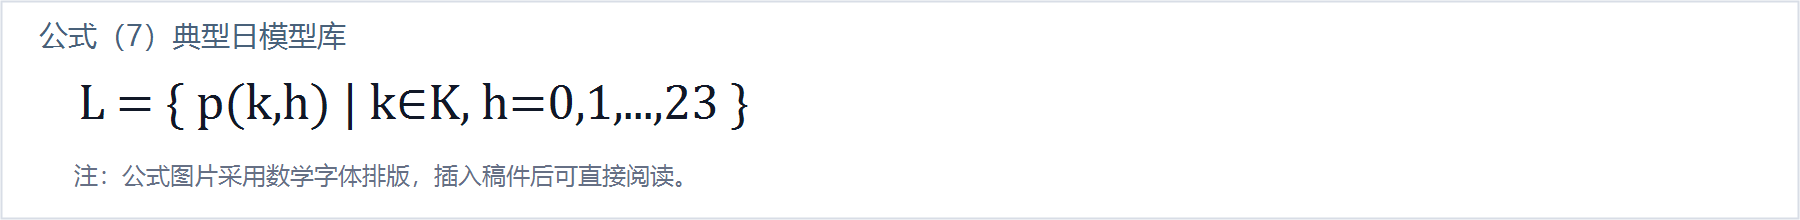 公式（7）典型日模型库
L = { p(k,h) | k∈K, h=0,1,...,23 }
注：公式图片采用数学字体排版，插入稿件后可直接阅读。